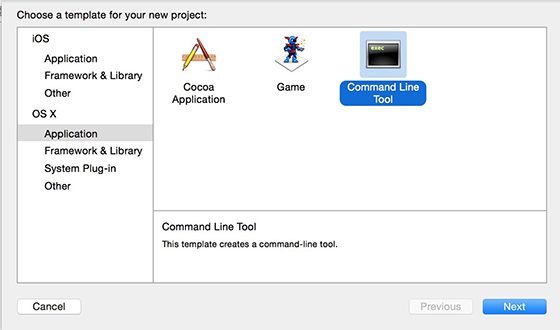 Choose a template for your new project:
iOS
Application
Framework & Library
Other
OS X
Application
Framework & Library
System Plug-in
Other
Cocoa
Application
Game
exec
Command Line
Tool
Command Line Tool
This template creates a command-line tool.
Cancel
Previous
Next